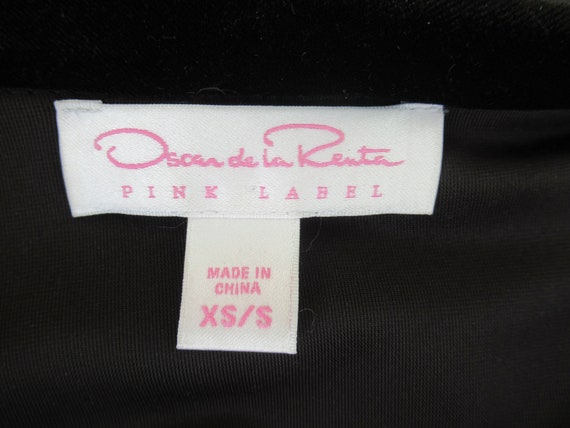 Oscar de la Renta
PINK LABEL
MADE IN
CHINA
XS/S